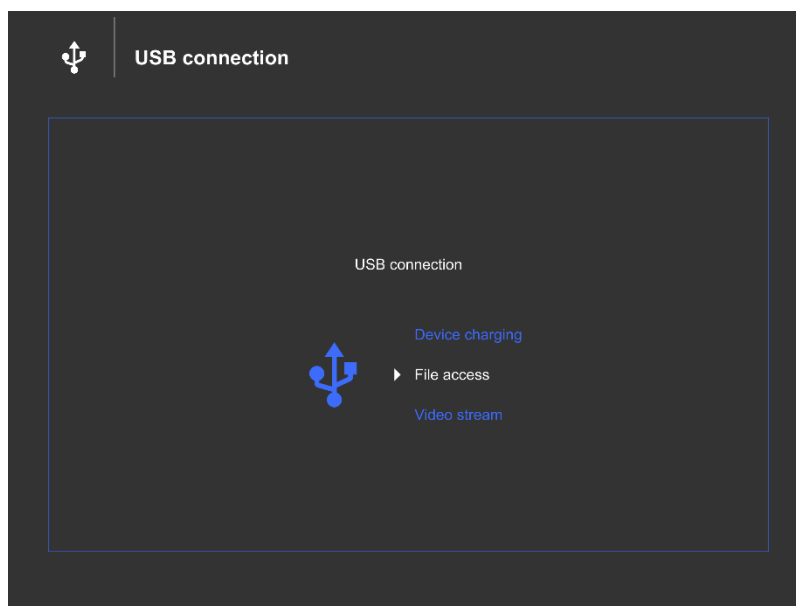 USB connection
USB connection
Device charging
File access
Video stream